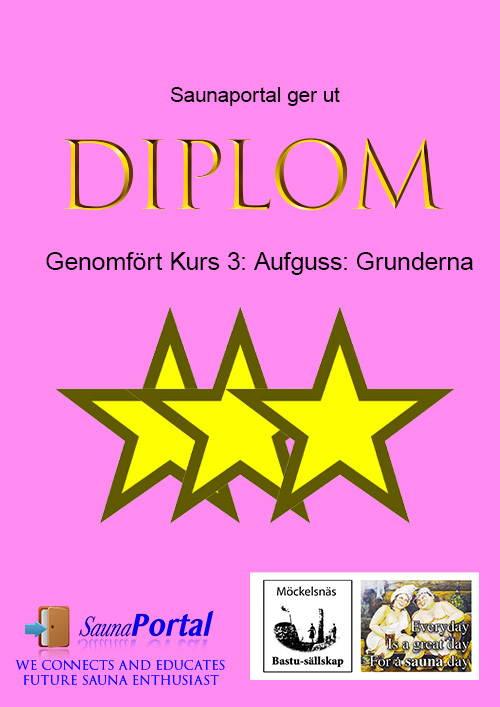 Saunaportal ger ut
DIPLOM
Genomfört Kurs 3: Aufguss: Grunderna
SaunaPortal
WE CONNECTS AND EDUCATES
FUTURE SAUNA ENTHUSIAST
Möckelsnäs
Bastu-sällskap
Everyday
Is a great day
For a sauna day